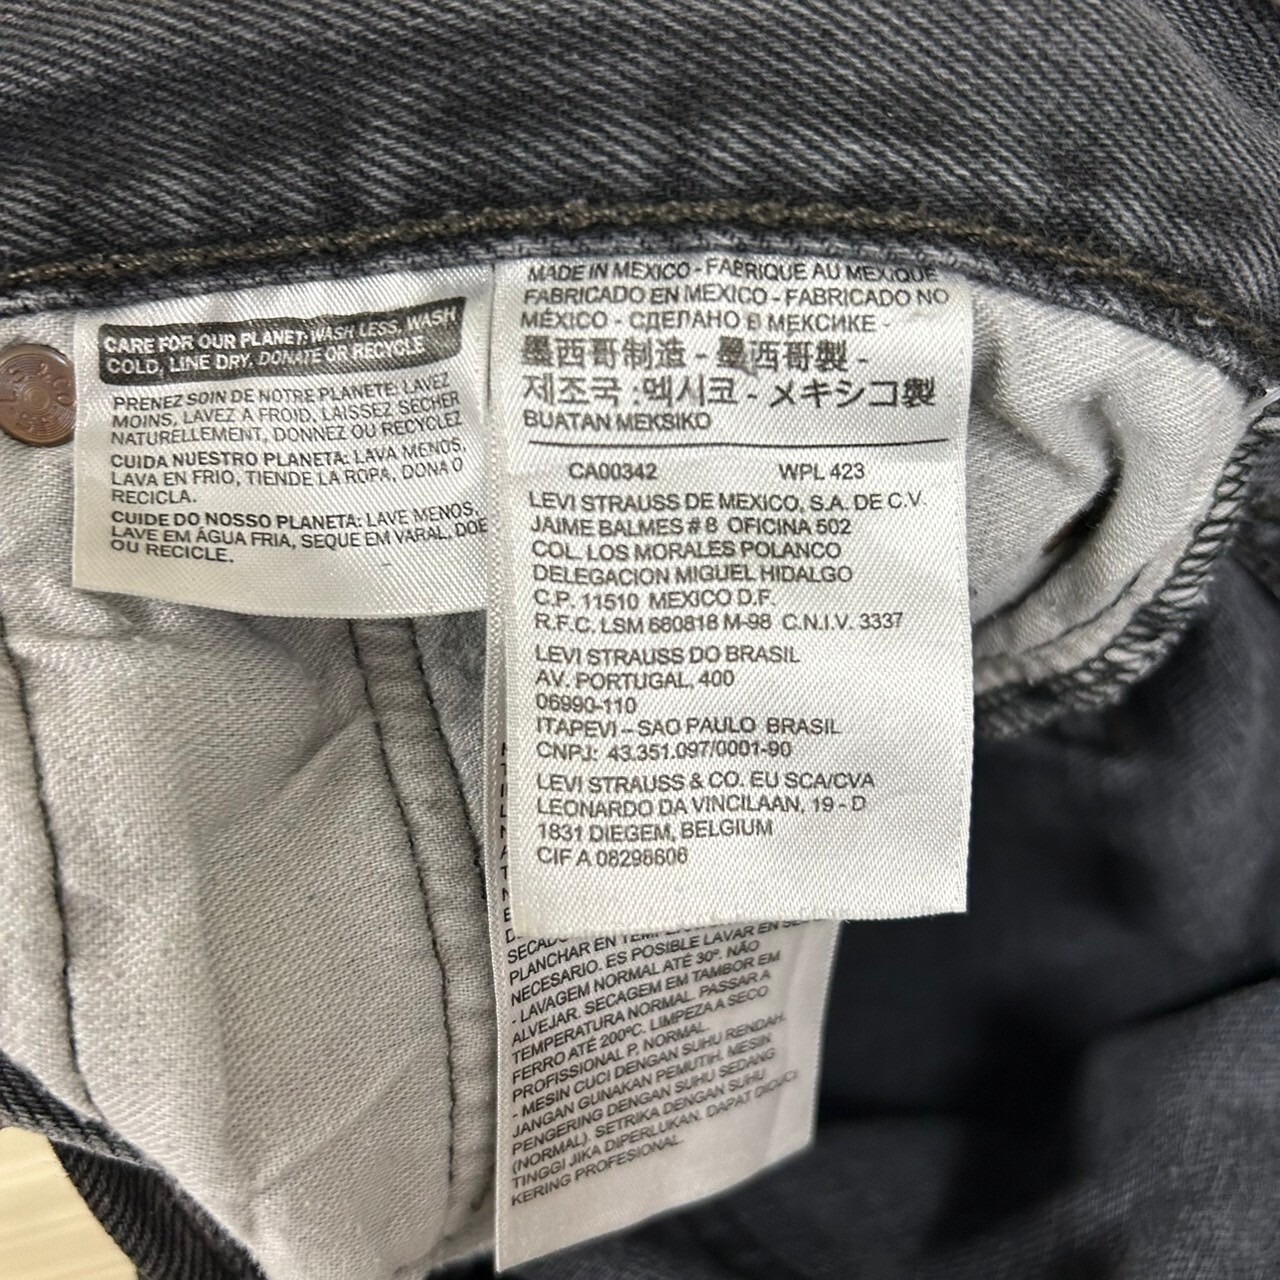 CARE FOR OUR PLANET: WASH LESS, WASH
COLD, LINE DRY, DONATE OR RECYCLE
PRENEZ SOIN DE NOTRE PLANETE: LAVEZ
MOINS, LAVEZ A FROID, LAISSEZ SECHER
NATURELLEMENT, DONNEZ OU RECYCLEZ
CUIDA NUESTRO PLANETA: LAVA MENOS,
LAVA EN FRIO, TIENDE LA ROPA, DONA O
RECICLA.
CUIDE DO NOSSO PLANETA: LAVE MENOS,
LAVE EM ÁGUA FRIA, SEQUE EM VARAL, DOE
OU RECICLE.
MADE IN MEXICO - FABRIQUE AU MEXIQUE
FABRICADO EN MEXICO - FABRICADO NO
MÉXICO - СДЕЛАНО В МЕКСИКЕ -
墨西哥制造 - 墨西哥製 -
제조국 :멕시코 - メキシコ製
BUATAN MEKSIKO
CA00342 WPL 423
LEVI STRAUSS DE MEXICO, S.A. DE C.V.
JAIME BALMES # 8 OFICINA 502
COL. LOS MORALES POLANCO
DELEGACION MIGUEL HIDALGO
C.P. 11510 MEXICO D.F.
R.F.C. LSM 680818 M-98 C.N.I.V. 3337
LEVI STRAUSS DO BRASIL
AV. PORTUGAL, 400
06990-110
ITAPEVI – SAO PAULO BRASIL
CNPJ: 43.351.097/0001-90
LEVI STRAUSS & CO. EU SCA/CVA
LEONARDO DA VINCILAAN, 19 - D
1831 DIEGEM, BELGIUM
CIF A 08298606
PLANCHAR EN
NECESARIO. ES POSIBLE LAVAR EN
- LAVAGEM NORMAL ATÉ 30º. NÃO
ALVEJAR. SECAGEM EM TAMBOR EM
TEMPERATURA NORMAL. PASSAR A
FERRO ATÉ 200ºC. LIMPEZA A SECO
PROFISSIONAL P, NORMAL.
- MESIN CUCI DENGAN SUHU RENDAH.
JANGAN GUNAKAN PEMUTIH. MESIN
PENGERING DENGAN SUHU SEDANG
(NORMAL). SETRIKA DENGAN SUHU
TINGGI JIKA DIPERLUKAN. DAPAT DICUCI
KERING PROFESIONAL.